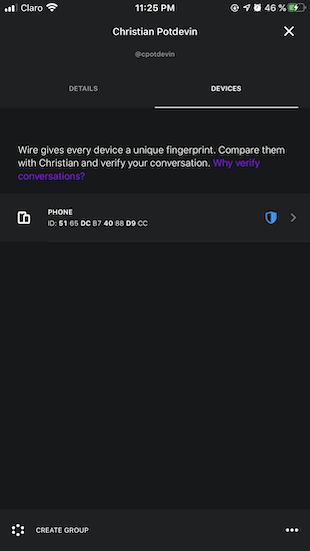 Claro 11:25 PM 46 %
Christian Potdevin
@cpotdevin
DETAILS DEVICES
Wire gives every device a unique fingerprint. Compare them
with Christian and verify your conversation. Why verify
conversations?
PHONE
ID: 51 65 DC B7 40 88 D9 CC
CREATE GROUP